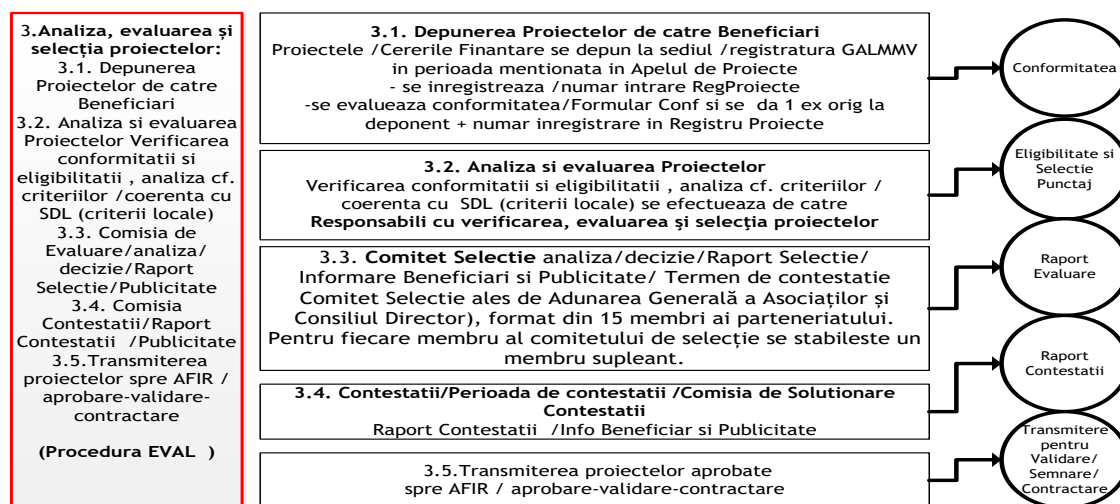 3.Analiza, evaluarea și
selecția proiectelor:
3.1. Depunerea
Proiectelor de catre
Beneficiari
3.2. Analiza si evaluarea
Proiectelor Verificarea
conformitatii si
eligibilitatii , analiza cf.
criteriilor /coerenta cu
SDL (criterii locale)
3.3. Comisia de
Evaluare/analiza/
decizie/Raport
Selectie/Publicitate
3.4. Comisia
Contestatii/Raport
Contestatii /Publicitate
3.5.Transmiterea
proiectelor spre AFIR /
aprobare-validare-
contractare
(Procedura EVAL )
3.1. Depunerea Proiectelor de catre Beneficiari
Proiectele /Cererile Finantare se depun la sediul /registratura GALMMV
in perioada mentionata in Apelul de Proiecte
- se inregistreaza /numar intrare RegProiecte
-se evalueaza conformitatea/Formular Conf si se da 1 ex orig la
deponent + numar inregistrare in Registru Proiecte
Conformitatea
3.2. Analiza si evaluarea Proiectelor
Verificarea conformitatii si eligibilitatii , analiza cf. criteriilor /
coerenta cu SDL (criterii locale) se efectueaza de catre
Responsabili cu verificarea, evaluarea şi selecţia proiectelor
Eligibilitate si
Selectie
Punctaj
3.3. Comitet Selectie analiza/decizie/Raport Selectie/
Informare Beneficiari si Publicitate/ Termen de contestatie
Comitet Selectie ales de Adunarea Generală a Asociaților și
Consiliul Director), format din 15 membri ai parteneriatului.
Pentru fiecare membru al comitetului de selecție se stabileste un
membru supleant.
Raport
Evaluare
3.4. Contestatii/Perioada de contestatii /Comisia de Solutionare
Contestatii
Raport Contestatii /Info Beneficiar si Publicitate
Raport
Contestatii
3.5.Transmiterea proiectelor aprobate
spre AFIR / aprobare-validare-contractare
Transmitere
pentru
Validare/
Semnare/
Contractare